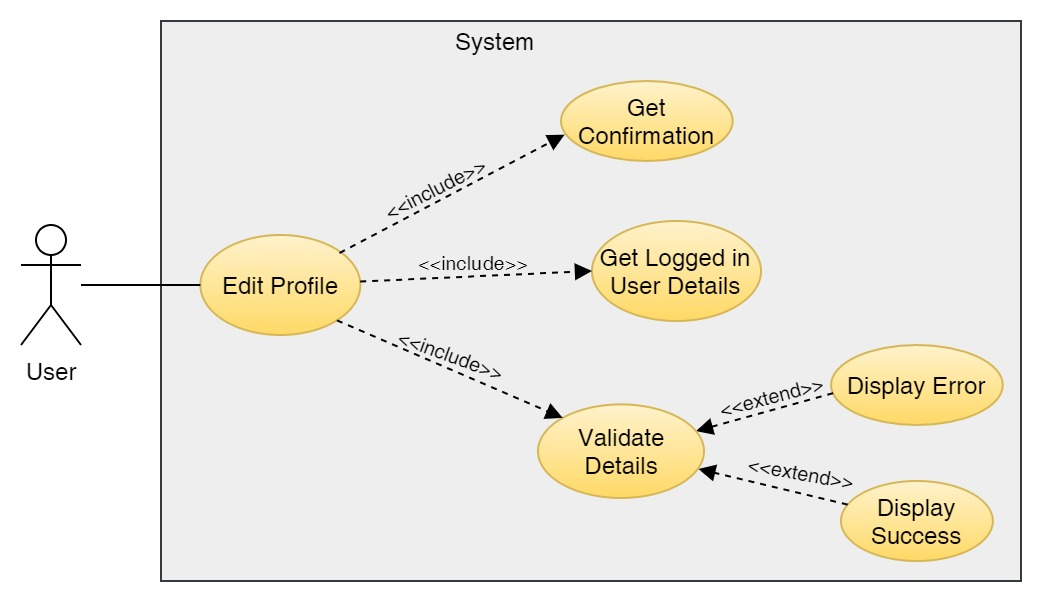 System
Get
Confirmation
<<include>>
Get Logged in
User Details
<<include>>
Edit Profile
<<include>>
User
Display Error
<<extend>>
Validate
Details
<<extend>>
Display
Success